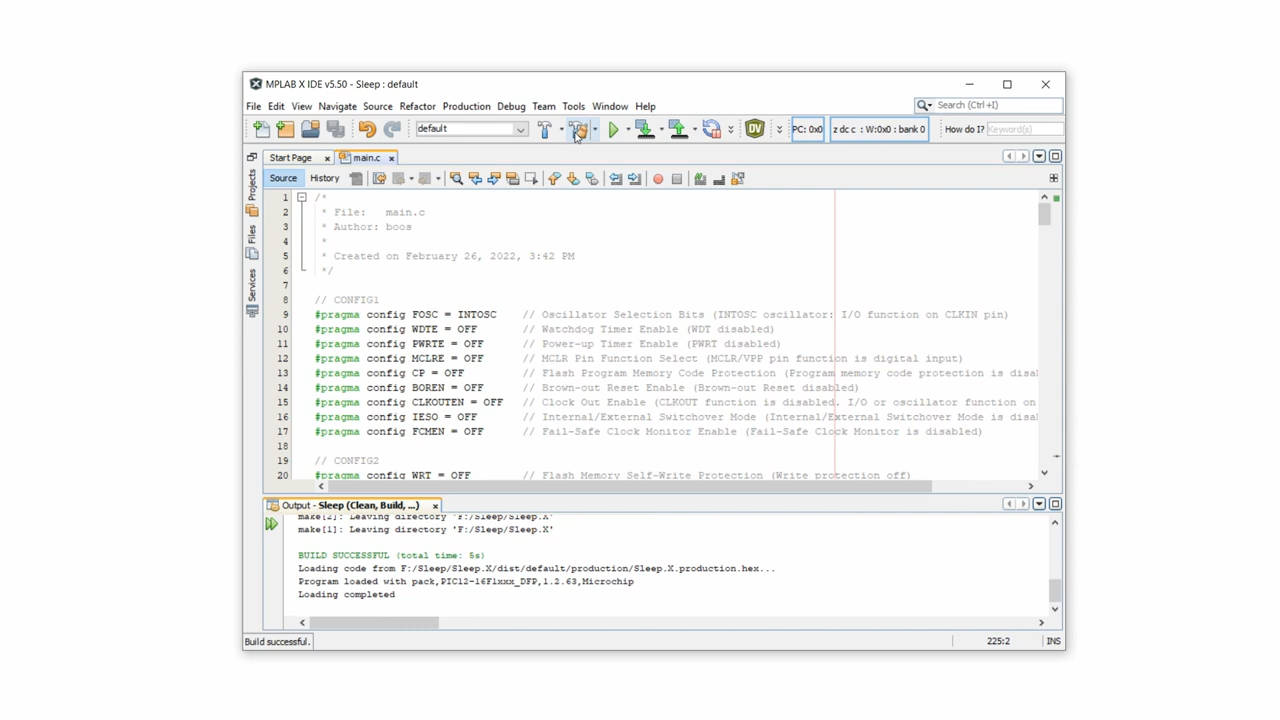 MPLAB X IDE v5.50 - Sleep : default
File Edit View Navigate Source Refactor Production Debug Team Tools Window Help
Search (Ctrl+I)
default
PC: 0x0
z dc c : W:0x0 : bank 0
How do I?
Keyword(s)
Start Page
main.c
Projects
Files
Services
Source
History
1 /*
2 * File: main.c
3 * Author: boos
4 *
5 * Created on February 26, 2022, 3:42 PM
6 */
7
8 // CONFIG1
9 #pragma config FOSC = INTOSC // Oscillator Selection Bits (INTOSC oscillator: I/O function on CLKIN pin)
10 #pragma config WDTE = OFF // Watchdog Timer Enable (WDT disabled)
11 #pragma config PWRTE = OFF // Power-up Timer Enable (PWRT disabled)
12 #pragma config MCLRE = OFF // MCLR Pin Function Select (MCLR/VPP pin function is digital input)
13 #pragma config CP = OFF // Flash Program Memory Code Protection (Program memory code protection is disa
14 #pragma config BOREN = OFF // Brown-out Reset Enable (Brown-out Reset disabled)
15 #pragma config CLKOUTEN = OFF // Clock Out Enable (CLKOUT function is disabled. I/O or oscillator function on
16 #pragma config IESO = OFF // Internal/External Switchover Mode (Internal/External Switchover Mode is disa
17 #pragma config FCMEN = OFF // Fail-Safe Clock Monitor Enable (Fail-Safe Clock Monitor is disabled)
18
19 // CONFIG2
20 #pragma config WRT = OFF // Flash Memory Self-Write Protection (Write protection off)
Output - Sleep (Clean, Build, ...)
make[2]: Leaving directory 'F:/Sleep/Sleep.X'
make[1]: Leaving directory 'F:/Sleep/Sleep.X'
BUILD SUCCESSFUL (total time: 5s)
Loading code from F:/Sleep/Sleep.X/dist/default/production/Sleep.X.production.hex...
Program loaded with pack,PIC12-16F1xxx_DFP,1.2.63,Microchip
Loading completed
Build successful.
225:2
INS